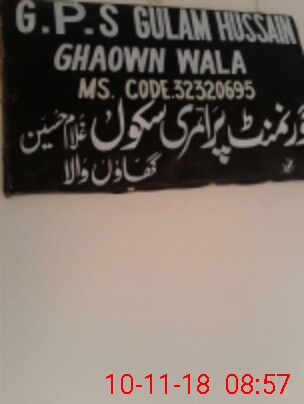 G.P.S GULAM HUSSAIN
GHAOWN WALA
MS. CODE.32320695
گورنمنٹ پرائمری سکول غلام حسین
گھاؤں والا
10-11-18 08:57